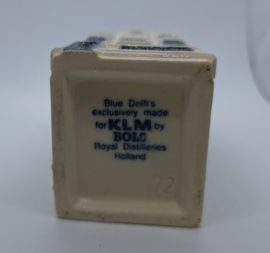 Blue Delft's
exclusively made
for KLM by
BOLS
Royal Distilleries
Holland
72